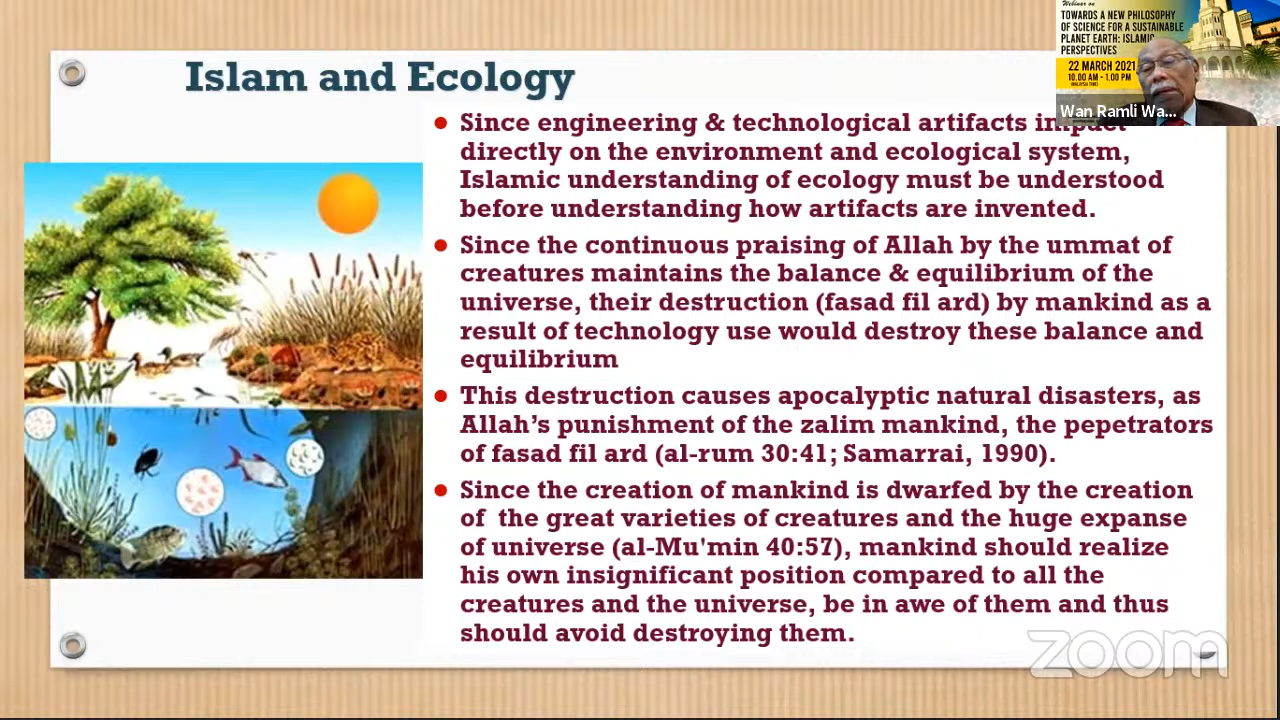 Webinar on
TOWARDS A NEW PHILOSOPHY
OF SCIENCE FOR A SUSTAINABLE
PLANET EARTH: ISLAMIC
PERSPECTIVES
22 MARCH 2021
10.00 AM - 1.00 PM
(MALAYSIA TIME)
Wan Ramli Wa...
Islam and Ecology
• Since engineering & technological artifacts impact
directly on the environment and ecological system,
Islamic understanding of ecology must be understood
before understanding how artifacts are invented.
• Since the continuous praising of Allah by the ummat of
creatures maintains the balance & equilibrium of the
universe, their destruction (fasad fil ard) by mankind as a
result of technology use would destroy these balance and
equilibrium
• This destruction causes apocalyptic natural disasters, as
Allah’s punishment of the zalim mankind, the pepetrators
of fasad fil ard (al-rum 30:41; Samarrai, 1990).
• Since the creation of mankind is dwarfed by the creation
of the great varieties of creatures and the huge expanse
of universe (al-Mu'min 40:57), mankind should realize
his own insignificant position compared to all the
creatures and the universe, be in awe of them and thus
should avoid destroying them.
zoom